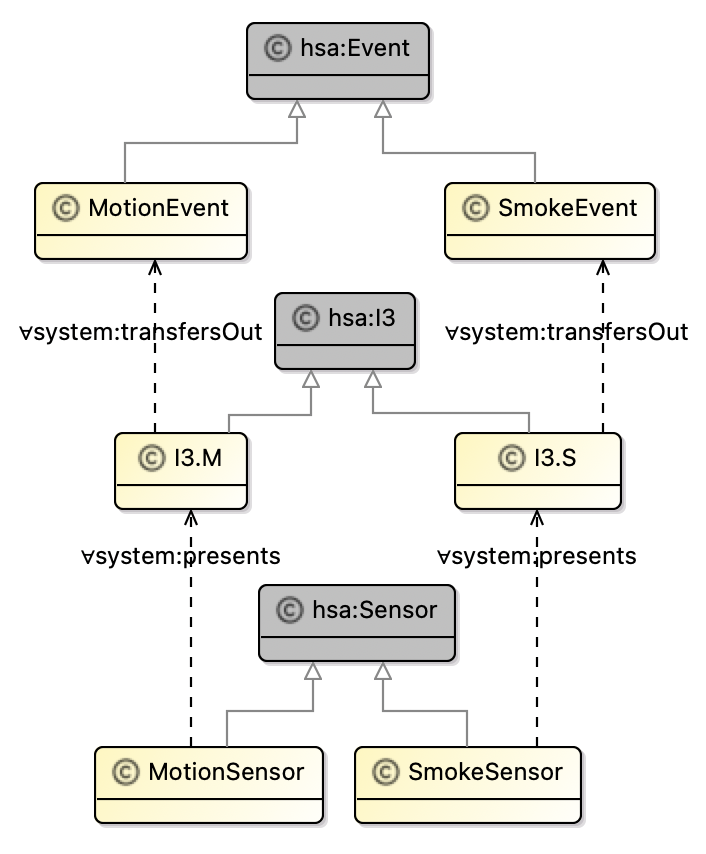 C hsa:Event
C MotionEvent
C SmokeEvent
∀system:transfersOut
C hsa:I3
∀system:transfersOut
C I3.M
C I3.S
∀system:presents
∀system:presents
C hsa:Sensor
C MotionSensor
C SmokeSensor